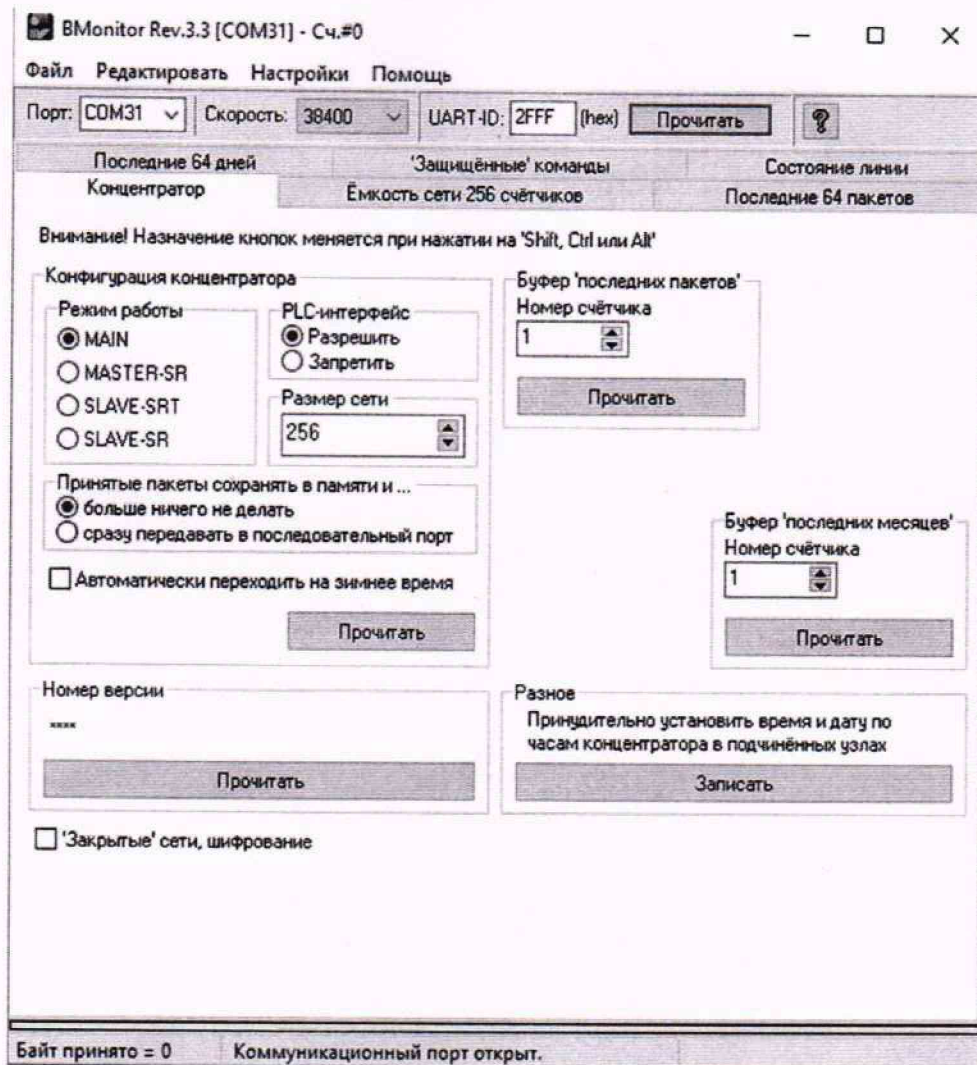 BMonitor Rev.3.3 [COM31] - Сч.#0
Файл Редактировать Настройки Помощь
Порт: COM31 Скорость: 38400 UART-ID: 2FFF (hex) Прочитать ?
Последние 64 дней 'Защищённые' команды Состояние линии
Концентратор Ёмкость сети 256 счётчиков Последние 64 пакетов
Внимание! Назначение кнопок меняется при нажатии на 'Shift, Ctrl или Alt'
Конфигурация концентратора
Режим работы
MAIN
MASTER-SR
SLAVE-SRT
SLAVE-SR
PLC-интерфейс
Разрешить
Запретить
Размер сети
256
Принятые пакеты сохранять в памяти и ...
больше ничего не делать
сразу передавать в последовательный порт
Автоматически переходить на зимнее время
Прочитать
Буфер 'последних пакетов'
Номер счётчика
1
Прочитать
Буфер 'последних месяцев'
Номер счётчика
1
Прочитать
Номер версии
****
Прочитать
Разное
Принудительно установить время и дату по
часам концентратора в подчинённых узлах
Записать
'Закрытые' сети, шифрование
Байт принято = 0 Коммуникационный порт открыт.